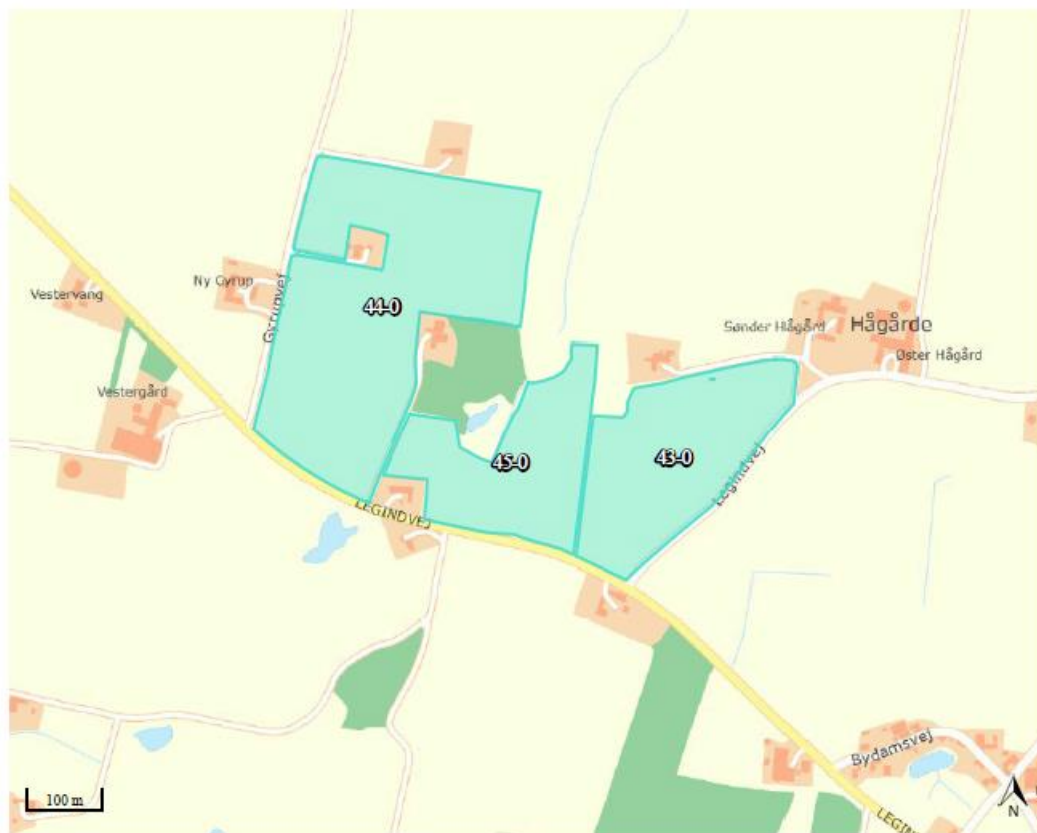 Ny Gyrup
Vestervang
Gyrupvej
44-0
Sønder Hågård
Hågårde
Øster Hågård
Vestergård
45-0
43-0
Legindvej
LEGINDVEJ
Bydamsvej
100 m
N
LEGIN